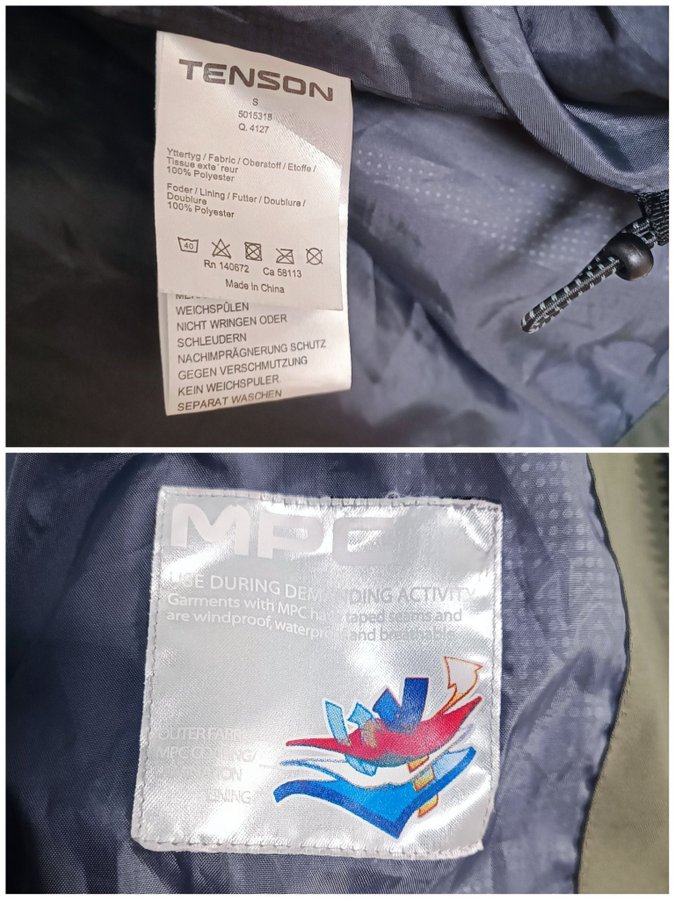 TENSON
S
5015318
Q. 4127
Yttertyg / Fabric / Oberstoff / Etoffe /
Tissue exte´reur
100% Polyester
Foder / Lining / Futter / Doublure /
Doublure
100% Polyester
40
Rn 140672 Ca 58113
Made in China
WEICHSPÜLEN
NICHT WRINGEN ODER
SCHLEUDERN
NACHIMPRÄGNERUNG SCHUTZ
GEGEN VERSCHMUTZUNG
KEIN WEICHSPULER.
SEPARAT WASCHEN
MPC
USE DURING DEMANDING ACTIVITY
Garments with MPC have taped seams and
are windproof, waterproof and breathable
OUTER FABRIC
MPC COATING/
LINING